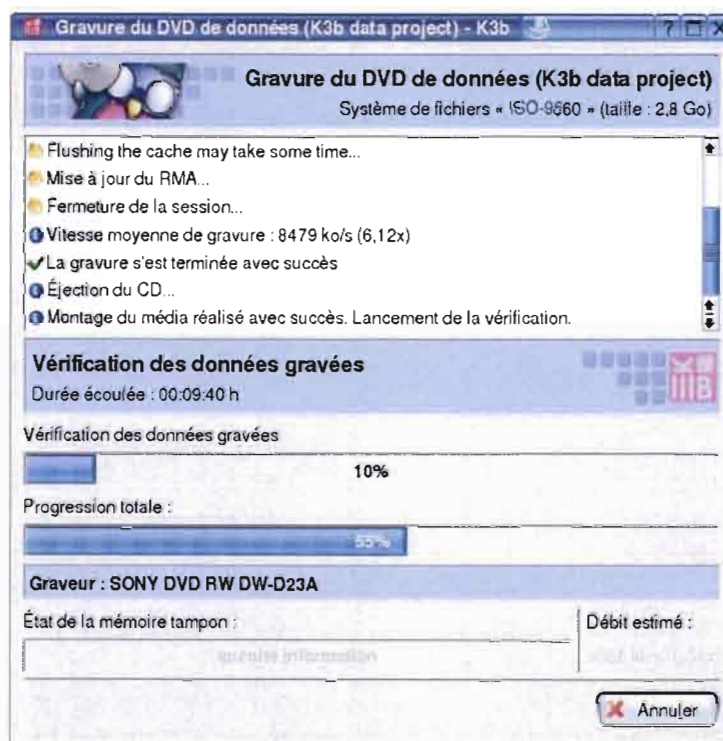 Gravure du DVD de données (K3b data project) - K3b
Gravure du DVD de données (K3b data project)
Système de fichiers « ISO-9660 » (taille : 2,8 Go)
Flushing the cache may take some time...
Mise à jour du RMA...
Fermeture de la session...
Vitesse moyenne de gravure : 8479 ko/s (6,12x)
La gravure s'est terminée avec succès
Éjection du CD...
Montage du média réalisé avec succès. Lancement de la vérification.
Vérification des données gravées
Durée écoulée : 00:09:40 h
Vérification des données gravées
10%
Progression totale :
55%
Graveur : SONY DVD RW DW-D23A
État de la mémoire tampon :
Débit estimé :
Annuler